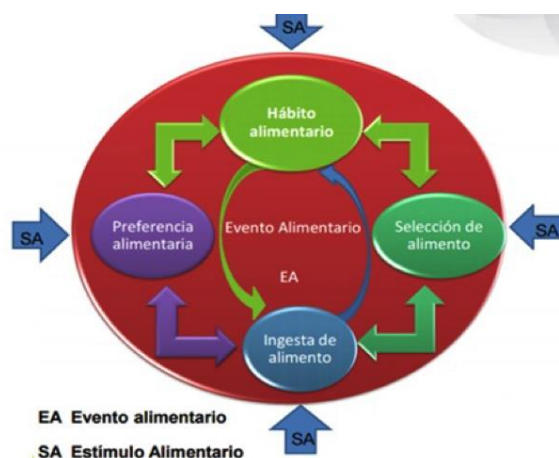 SA
Hábito
alimentario
Preferencia
alimentaria
Evento Alimentario
EA
Selección de
alimento
SA
SA
Ingesta de
alimento
EA Evento alimentario
SA Estímulo Alimentario
SA